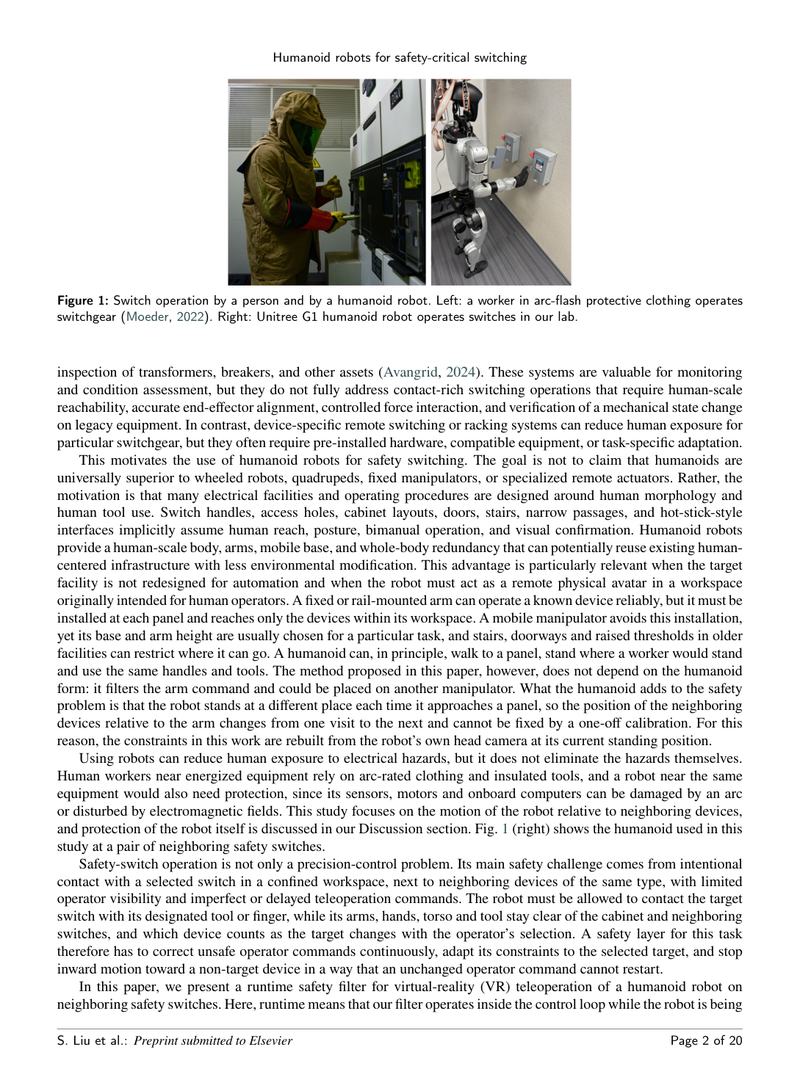 Humanoid robots for safety-critical switching
Figure 1: Switch operation by a person and by a humanoid robot. Left: a worker in arc-flash protective clothing operates
switchgear (Moeder, 2022). Right: Unitree G1 humanoid robot operates switches in our lab.
inspection of transformers, breakers, and other assets (Avangrid, 2024). These systems are valuable for monitoring
and condition assessment, but they do not fully address contact-rich switching operations that require human-scale
reachability, accurate end-effector alignment, controlled force interaction, and verification of a mechanical state change
on legacy equipment. In contrast, device-specific remote switching or racking systems can reduce human exposure for
particular switchgear, but they often require pre-installed hardware, compatible equipment, or task-specific adaptation.
This motivates the use of humanoid robots for safety switching. The goal is not to claim that humanoids are
universally superior to wheeled robots, quadrupeds, fixed manipulators, or specialized remote actuators. Rather, the
motivation is that many electrical facilities and operating procedures are designed around human morphology and
human tool use. Switch handles, access holes, cabinet layouts, doors, stairs, narrow passages, and hot-stick-style
interfaces implicitly assume human reach, posture, bimanual operation, and visual confirmation. Humanoid robots
provide a human-scale body, arms, mobile base, and whole-body redundancy that can potentially reuse existing human-
centered infrastructure with less environmental modification. This advantage is particularly relevant when the target
facility is not redesigned for automation and when the robot must act as a remote physical avatar in a workspace
originally intended for human operators. A fixed or rail-mounted arm can operate a known device reliably, but it must be
installed at each panel and reaches only the devices within its workspace. A mobile manipulator avoids this installation,
yet its base and arm height are usually chosen for a particular task, and stairs, doorways and raised thresholds in older
facilities can restrict where it can go. A humanoid can, in principle, walk to a panel, stand where a worker would stand
and use the same handles and tools. The method proposed in this paper, however, does not depend on the humanoid
form: it filters the arm command and could be placed on another manipulator. What the humanoid adds to the safety
problem is that the robot stands at a different place each time it approaches a panel, so the position of the neighboring
devices relative to the arm changes from one visit to the next and cannot be fixed by a one-off calibration. For this
reason, the constraints in this work are rebuilt from the robot's own head camera at its current standing position.
Using robots can reduce human exposure to electrical hazards, but it does not eliminate the hazards themselves.
Human workers near energized equipment rely on arc-rated clothing and insulated tools, and a robot near the same
equipment would also need protection, since its sensors, motors and onboard computers can be damaged by an arc
or disturbed by electromagnetic fields. This study focuses on the motion of the robot relative to neighboring devices,
and protection of the robot itself is discussed in our Discussion section. Fig. 1 (right) shows the humanoid used in this
study at a pair of neighboring safety switches.
Safety-switch operation is not only a precision-control problem. Its main safety challenge comes from intentional
contact with a selected switch in a confined workspace, next to neighboring devices of the same type, with limited
operator visibility and imperfect or delayed teleoperation commands. The robot must be allowed to contact the target
switch with its designated tool or finger, while its arms, hands, torso and tool stay clear of the cabinet and neighboring
switches, and which device counts as the target changes with the operator's selection. A safety layer for this task
therefore has to correct unsafe operator commands continuously, adapt its constraints to the selected target, and stop
inward motion toward a non-target device in a way that an unchanged operator command cannot restart.
In this paper, we present a runtime safety filter for virtual-reality (VR) teleoperation of a humanoid robot on
neighboring safety switches. Here, runtime means that our filter operates inside the control loop while the robot is being
S. Liu et al.: Preprint submitted to Elsevier
Page 2 of 20